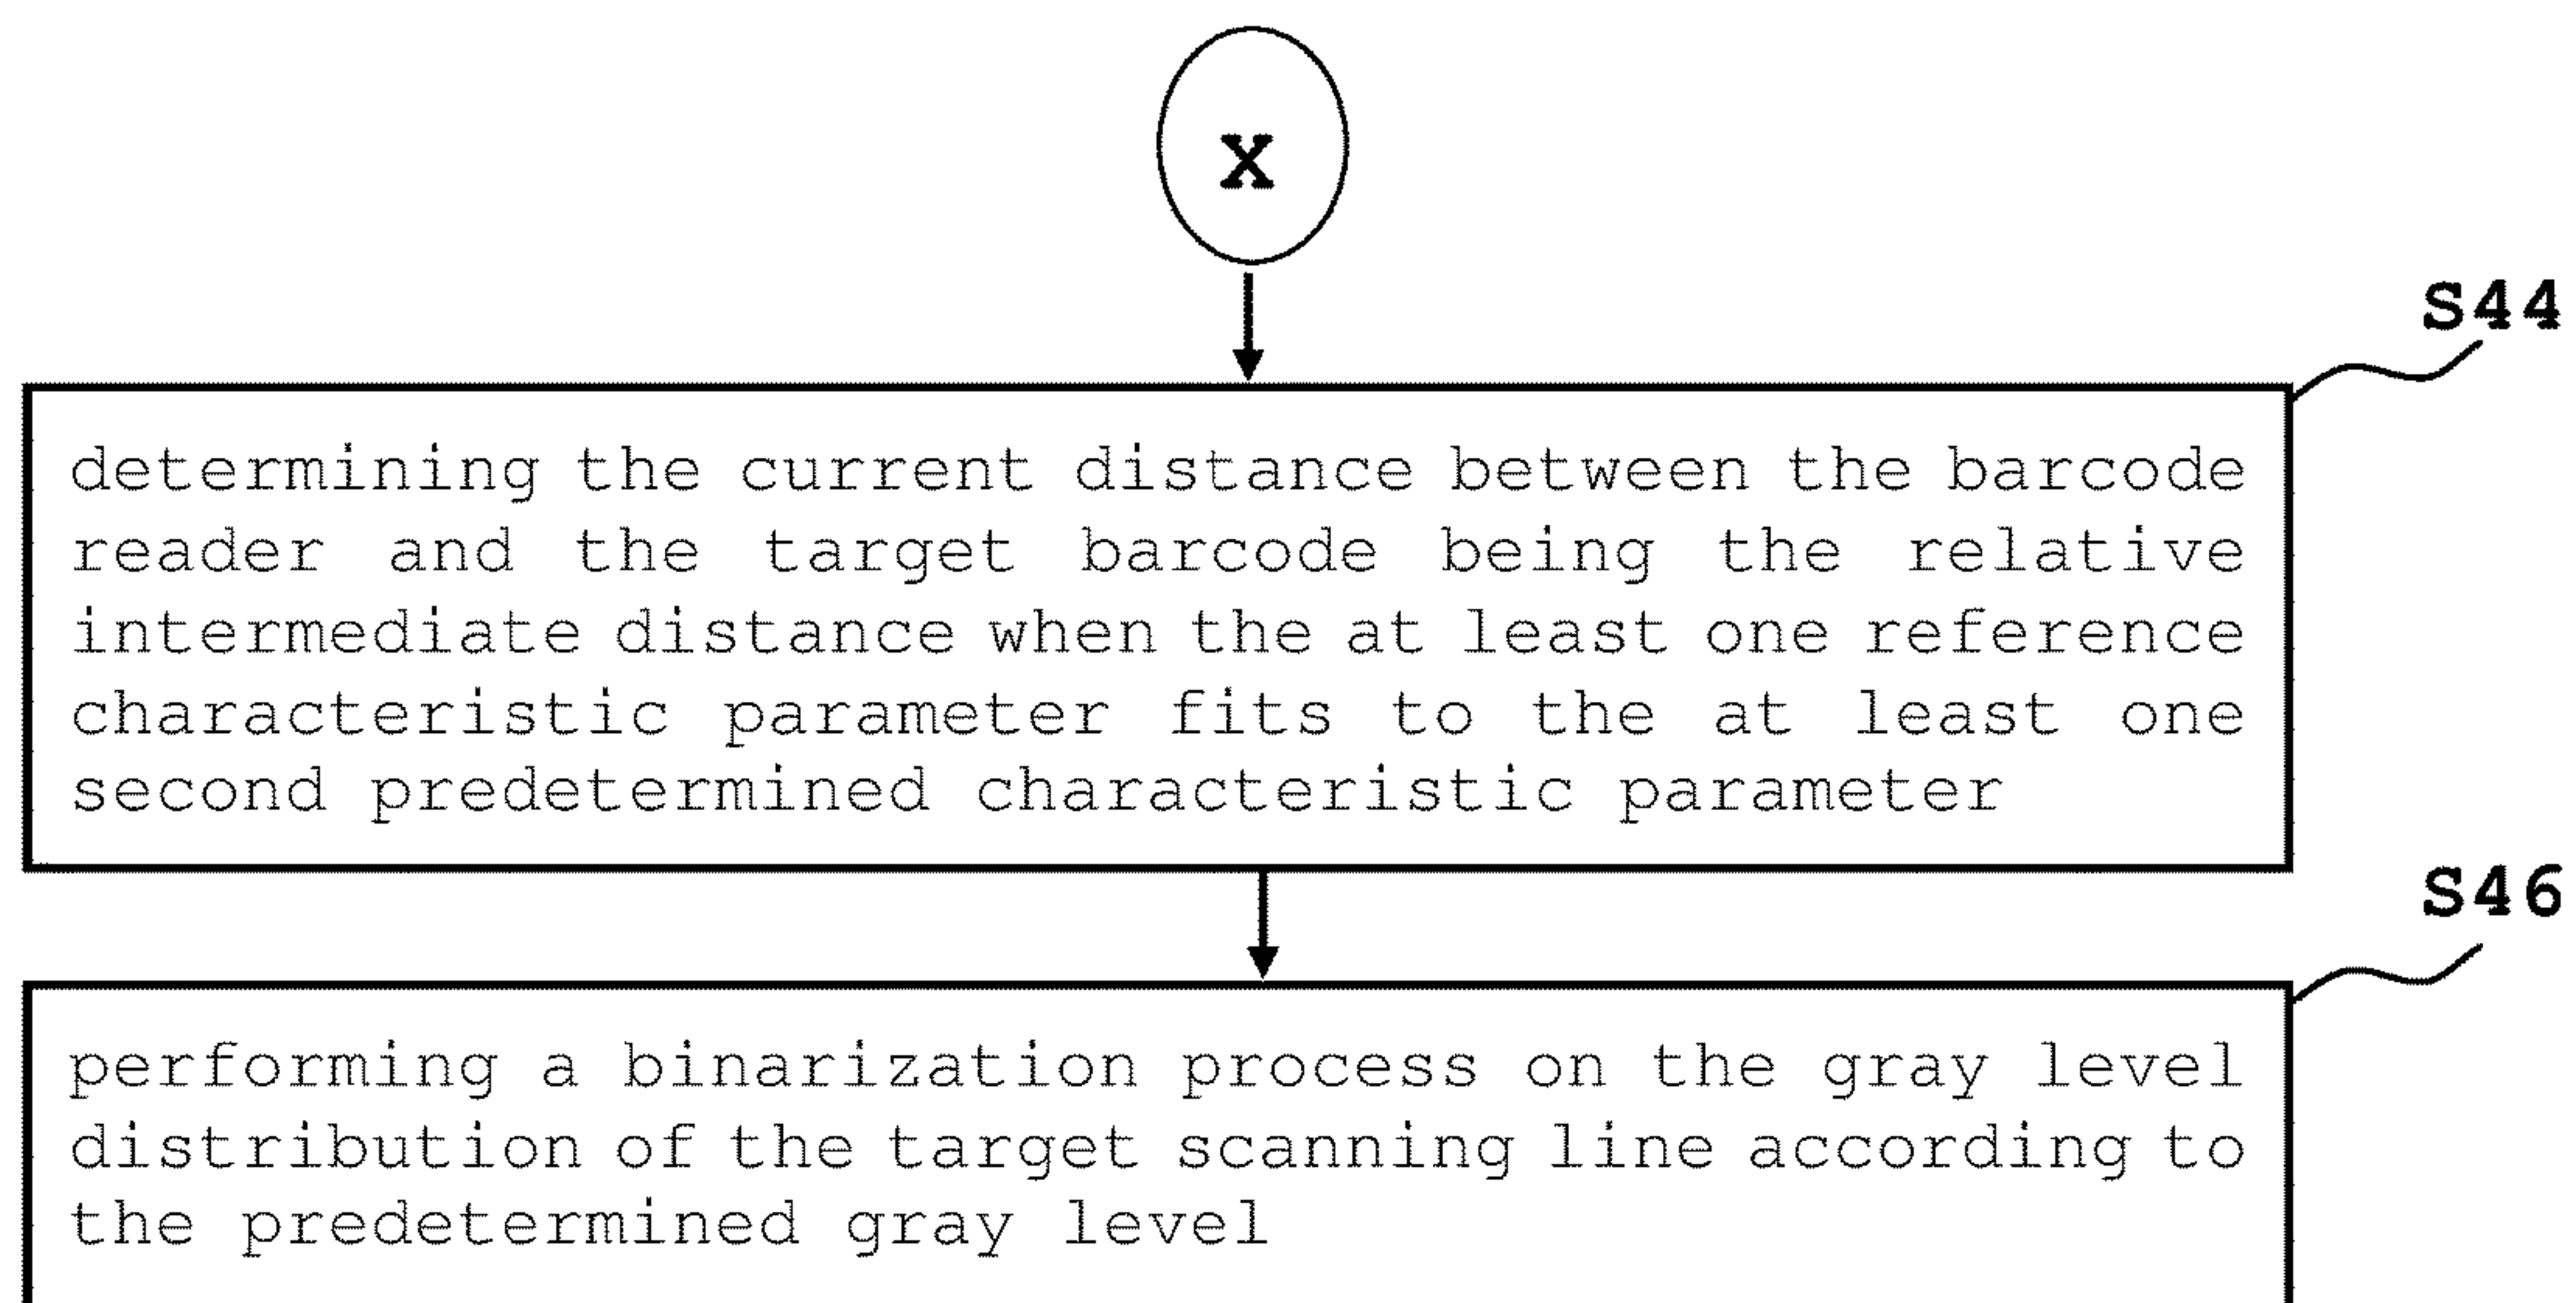 x
S44
determining the current distance between the barcode
reader and the target barcode being the relative
intermediate distance when the at least one reference
characteristic parameter fits to the at least one
second predetermined characteristic parameter
S46
performing a binarization process on the gray level
distribution of the target scanning line according to
the predetermined gray level